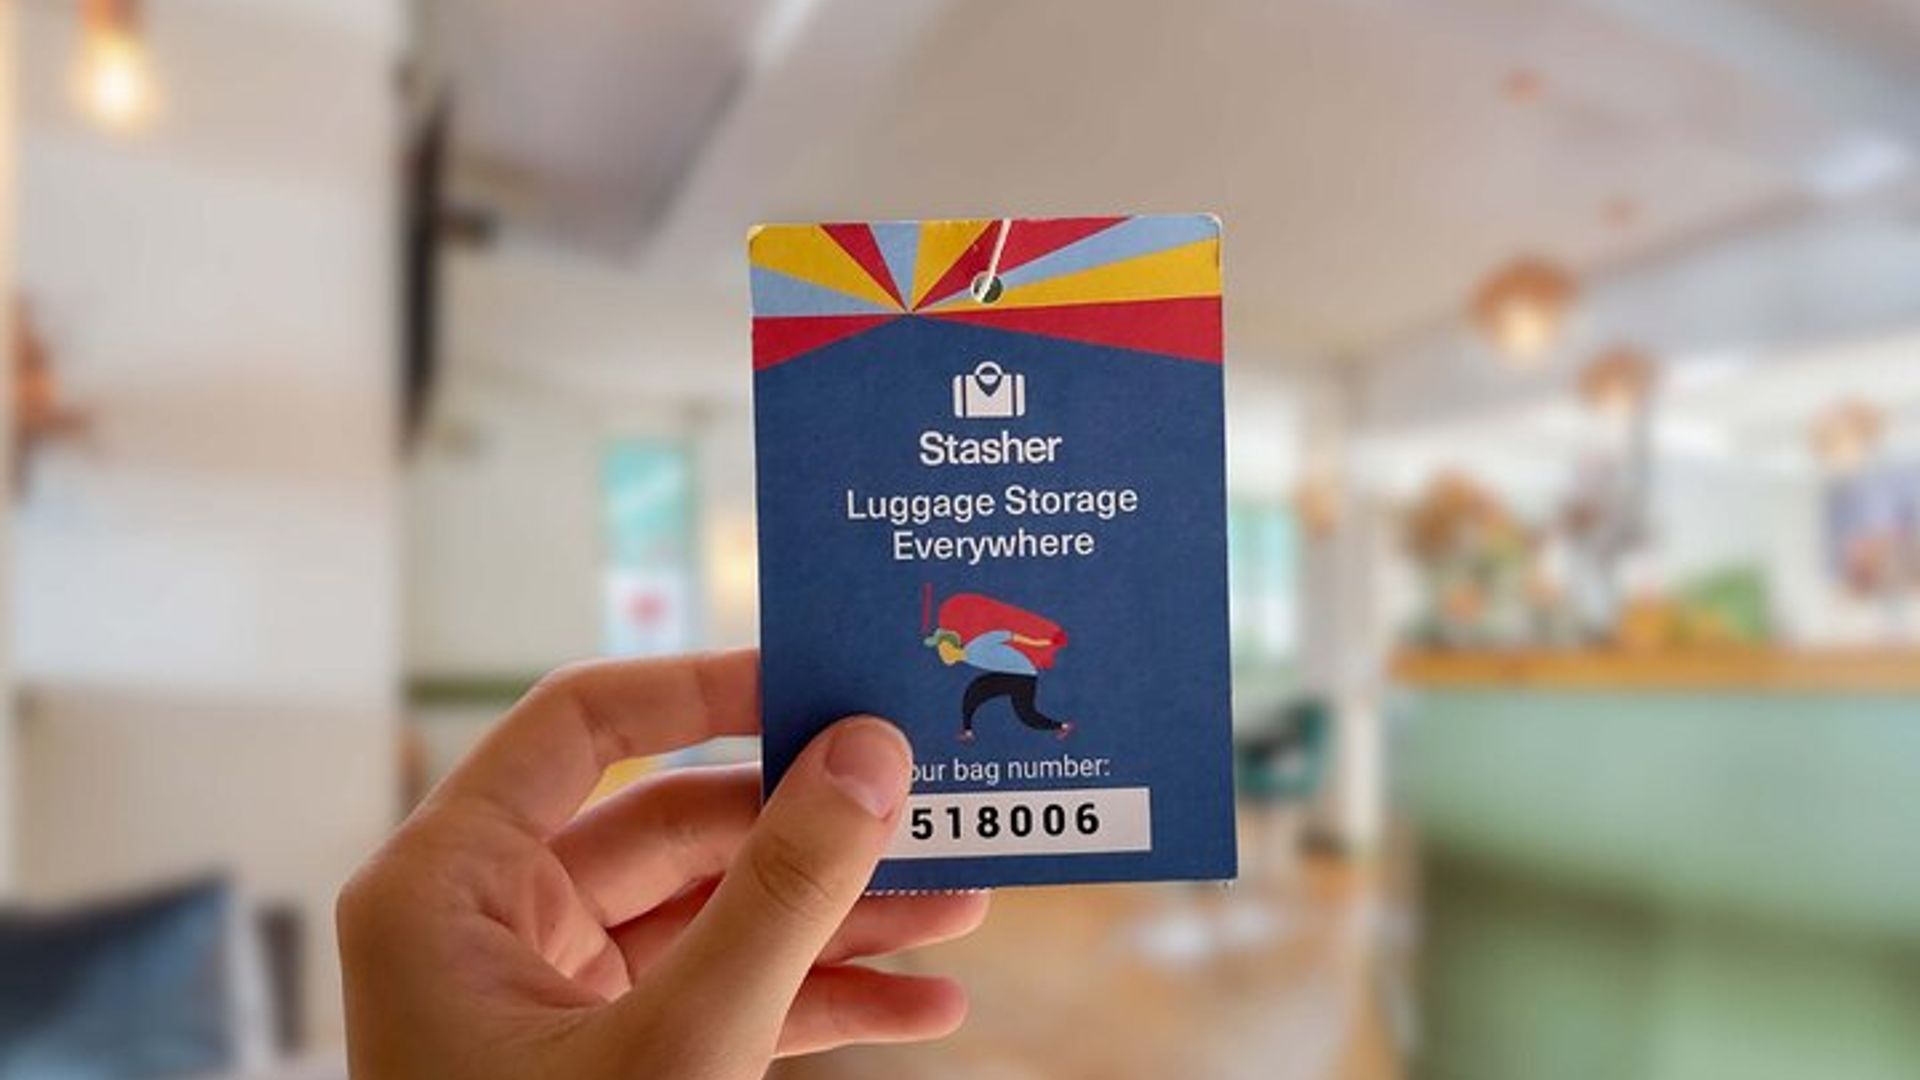 Stasher
Luggage Storage
Everywhere
our bag number:
518006